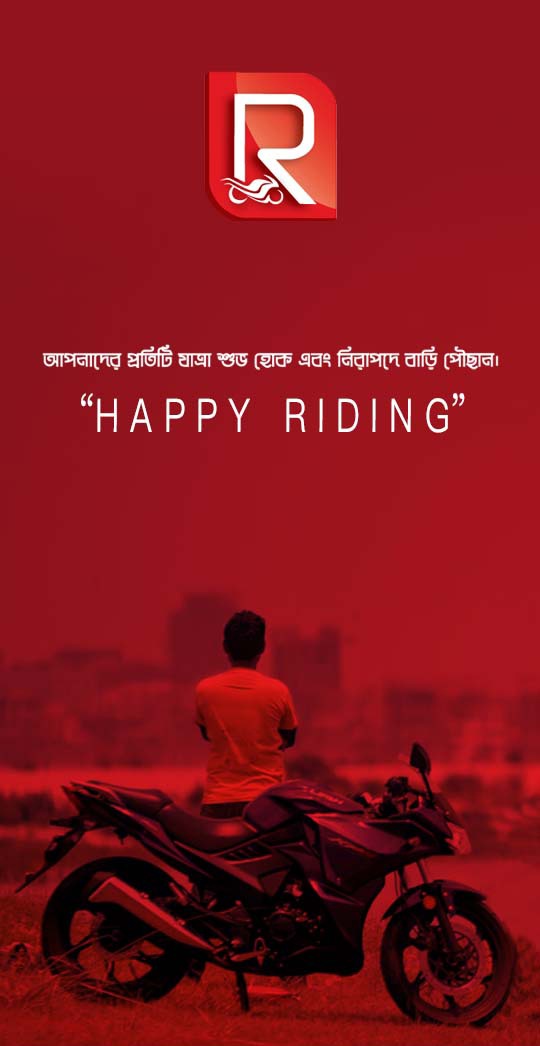 R
আপনাদের প্রতিটি যাত্রা শুভ হোক এবং নিরাপদে বাড়ি পৌছান।
“HAPPY RIDING”